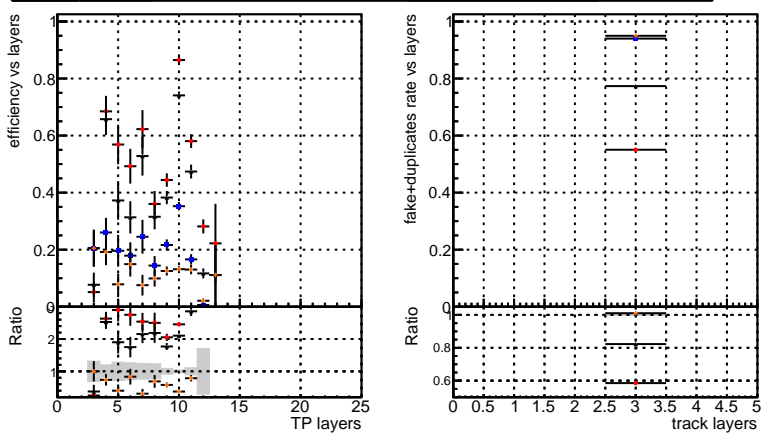 efficiency vs layers
1
0.8
0.6
0.4
0.2
0
Ratio
2
1
0 5 10 15 20 25
TP layers
fake+duplicates rate vs layers
1
0.8
0.6
0.4
0.2
0
Ratio
1
0.8
0.6
0 0.5 1 1.5 2 2.5 3 3.5 4 4.5 5
track layers